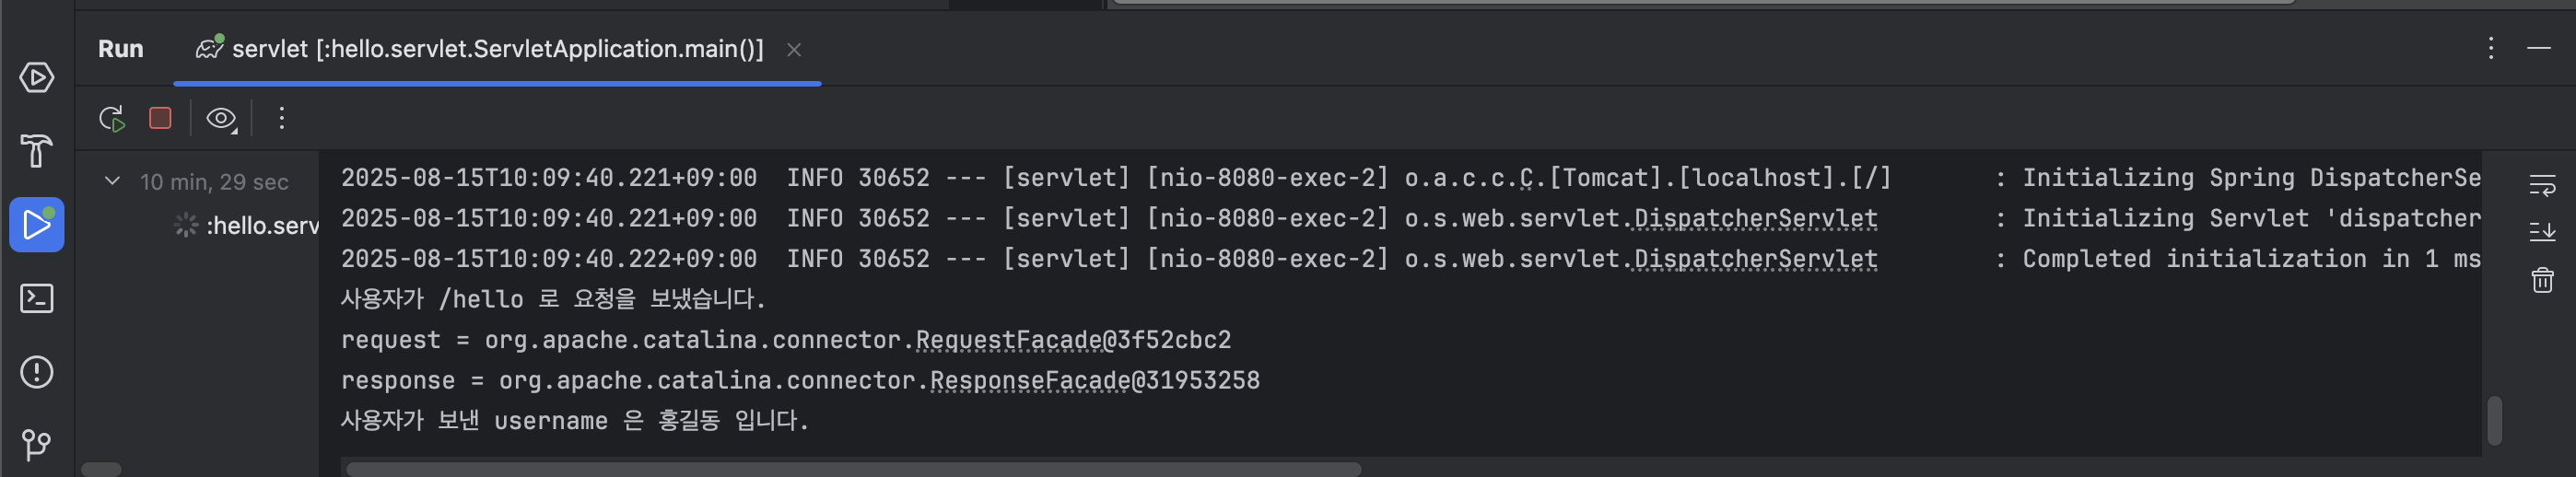 Run servlet [:hello.servlet.ServletApplication.main()]
10 min, 29 sec
:hello.serv
2025-08-15T10:09:40.221+09:00  INFO 30652 --- [servlet] [nio-8080-exec-2] o.a.c.c.C.[Tomcat].[localhost].[/]       : Initializing Spring DispatcherSe
2025-08-15T10:09:40.221+09:00  INFO 30652 --- [servlet] [nio-8080-exec-2] o.s.web.servlet.DispatcherServlet        : Initializing Servlet 'dispatcher
2025-08-15T10:09:40.222+09:00  INFO 30652 --- [servlet] [nio-8080-exec-2] o.s.web.servlet.DispatcherServlet        : Completed initialization in 1 ms
사용자가 /hello 로 요청을 보냈습니다.
request = org.apache.catalina.connector.RequestFacade@3f52cbc2
response = org.apache.catalina.connector.ResponseFacade@31953258
사용자가 보낸 username 은 홍길동 입니다.